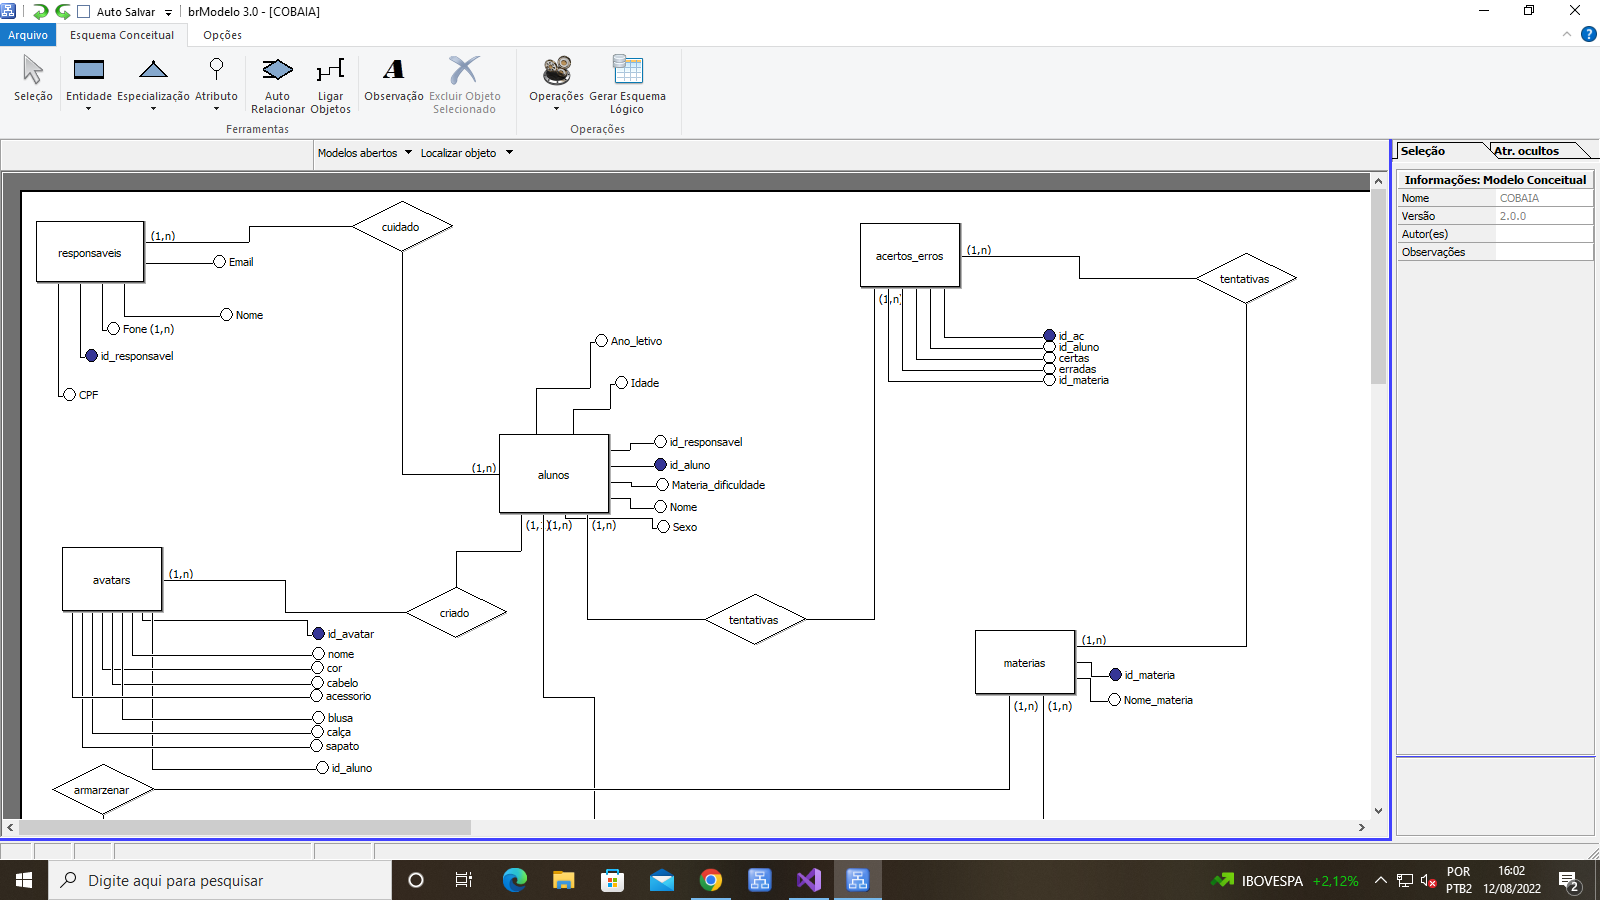 Auto Salvar
brModelo 3.0 - [COBAIA]
Arquivo
Esquema Conceitual
Opções
Seleção
Entidade
Especialização
Atributo
Auto Relacionar
Ligar Objetos
Observação
Excluir Objeto Selecionado
Operações
Gerar Esquema Lógico
Ferramentas
Operações
Modelos abertos
Localizar objeto
Seleção
Atr. ocultos
Informações: Modelo Conceitual
Nome COBAIA
Versão 2.0.0
Autor(es)
Observações
responsaveis
(1,n)
cuidado
Email
Nome
Fone (1,n)
id_responsavel
CPF
acertos_erros
(1,n)
tentativas
(1,n)
id_ac
id_aluno
certas
erradas
id_materia
Ano_letivo
Idade
(1,n)
alunos
id_responsavel
id_aluno
Materia_dificuldade
Nome
Sexo
(1,n)
(1,n)
avatars
(1,n)
criado
tentativas
id_avatar
nome
cor
cabelo
acessorio
blusa
calça
sapato
id_aluno
materias
(1,n)
id_materia
Nome_materia
(1,n)
(1,n)
armarzenar
Digite aqui para pesquisar
IBOVESPA +2,12%
POR
PTB2
16:02
12/08/2022
2